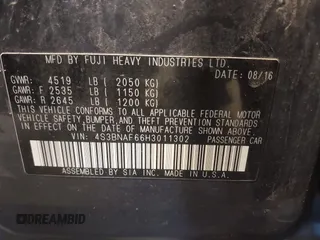 MFD BY FUJI HEAVY INDUSTRIES LTD.
DATE: 08/16
GVWR: 4519 LB ( 2050 KG)
GAWR: F 2535 LB ( 1150 KG)
GAWR: R 2645 LB ( 1200 KG)
THIS VEHICLE CONFORMS TO ALL APPLICABLE FEDERAL MOTOR
VEHICLE SAFETY, BUMPER, AND THEFT PREVENTION STANDARDS
IN EFFECT ON THE DATE OF MANUFACTURE SHOWN ABOVE.
VIN: 4S3BNAF66H3011302
PASSENGER CAR
ASSEMBLED BY SIA INC. MADE IN U.S.A.
DREAMBID